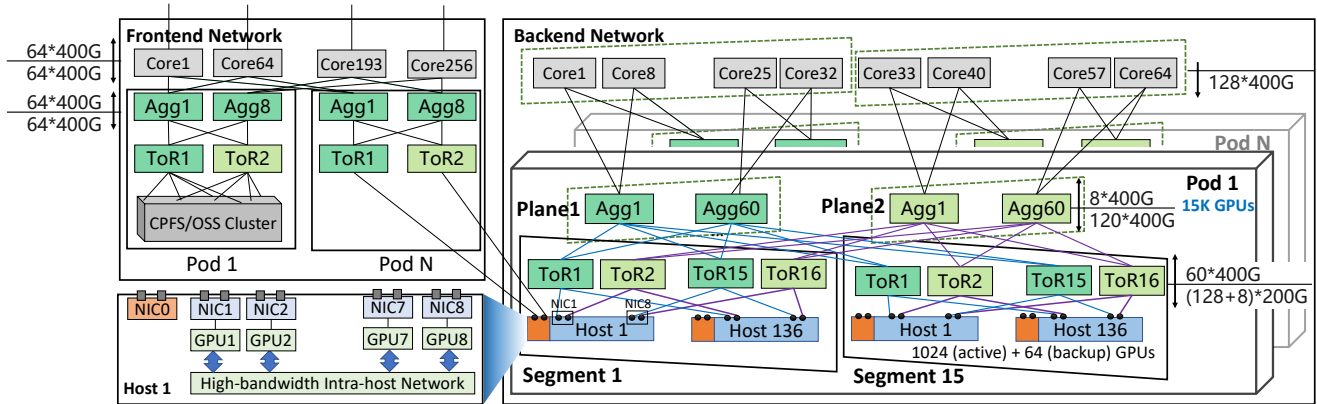 Frontend Network
64*400G
64*400G
Core1
Core64
Core193
Core256
64*400G
64*400G
Agg1
Agg8
Agg1
Agg8
ToR1
ToR2
ToR1
ToR2
CPFS/OSS Cluster
Pod 1
Pod N
NIC0
NIC1
NIC2
NIC7
NIC8
GPU1
GPU2
GPU7
GPU8
Host 1
High-bandwidth Intra-host Network
Backend Network
Core1
Core8
Core25
Core32
Core33
Core40
Core57
Core64
128*400G
Pod N
Pod 1
15K GPUs
Plane1
Agg1
Agg60
...
Plane2
Agg1
Agg60
8*400G
120*400G
ToR1
ToR2
ToR15
ToR16
ToR1
ToR2
ToR15
ToR16
60*400G
(128+8)*200G
NIC1
NIC8
Host 1
Host 136
Host 1
Host 136
1024 (active) + 64 (backup) GPUs
Segment 1
Segment 15